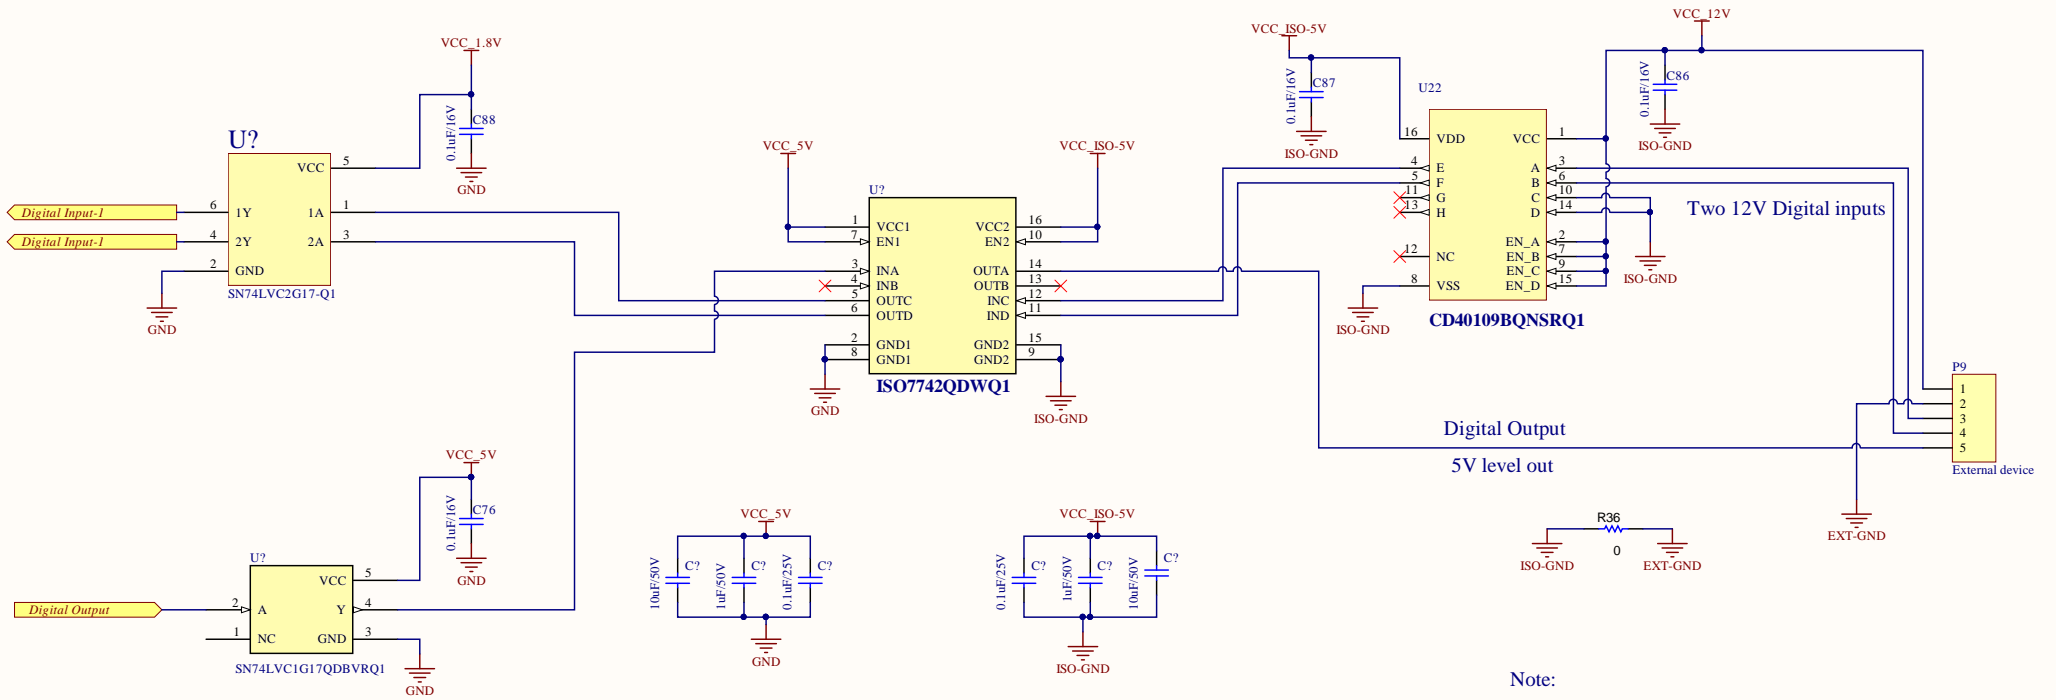 VCC_1.8V
C88
0.1uF/16V
GND
U?
VCC 5
6 1Y 1A 1
4 2Y 2A 3
2 GND
SN74LVC2G17-Q1
GND
Digital Input-1
Digital Input-1
VCC_5V
VCC_ISO-5V
U?
1 VCC1 VCC2 16
7 EN1 EN2 10
3 INA OUTA 14
4 INB OUTB 13
5 OUTC INC 12
6 OUTD IND 11
2 GND1 GND2 15
8 GND1 GND2 9
ISO7742QDWQ1
GND
ISO-GND
VCC_ISO-5V
C87
0.1uF/16V
ISO-GND
VCC_12V
C86
0.1uF/16V
ISO-GND
U22
16 VDD VCC 1
4 E A 3
5 F B 6
11 G C 10
13 H D 14
EN_A 2
12 NC EN_B 7
EN_C 9
8 VSS EN_D 15
CD40109BQNSRQ1
ISO-GND
ISO-GND
Two 12V Digital inputs
P9
1
2
3
4
5
External device
Digital Output
5V level out
EXT-GND
R36
0
ISO-GND
EXT-GND
VCC_5V
C76
0.1uF/16V
GND
U?
VCC 5
2 A Y 4
1 NC GND 3
SN74LVC1G17QDBVRQ1
GND
Digital Output
VCC_5V
C?
10uF/50V
C?
1uF/50V
C?
0.1uF/25V
GND
VCC_ISO-5V
C?
0.1uF/25V
C?
1uF/50V
C?
10uF/50V
ISO-GND
Note: